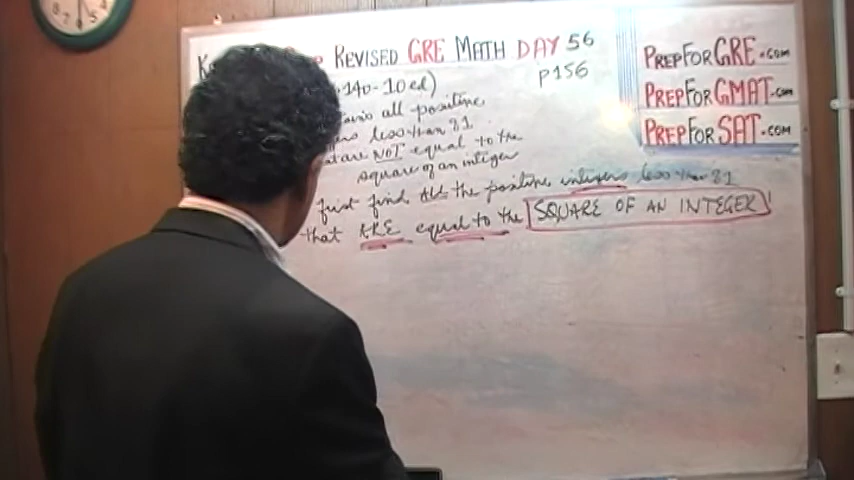 REVISED GRE MATH DAY 56
p156
PREPFORGRE.COM
PREPFORGMAT.COM
PREPFORSAT.COM
140-10ed)
all positive
less than 81
are NOT equal to the
square of an integer
first find ALL the positive integers less than 81
that ARE equal to the SQUARE OF AN INTEGER!